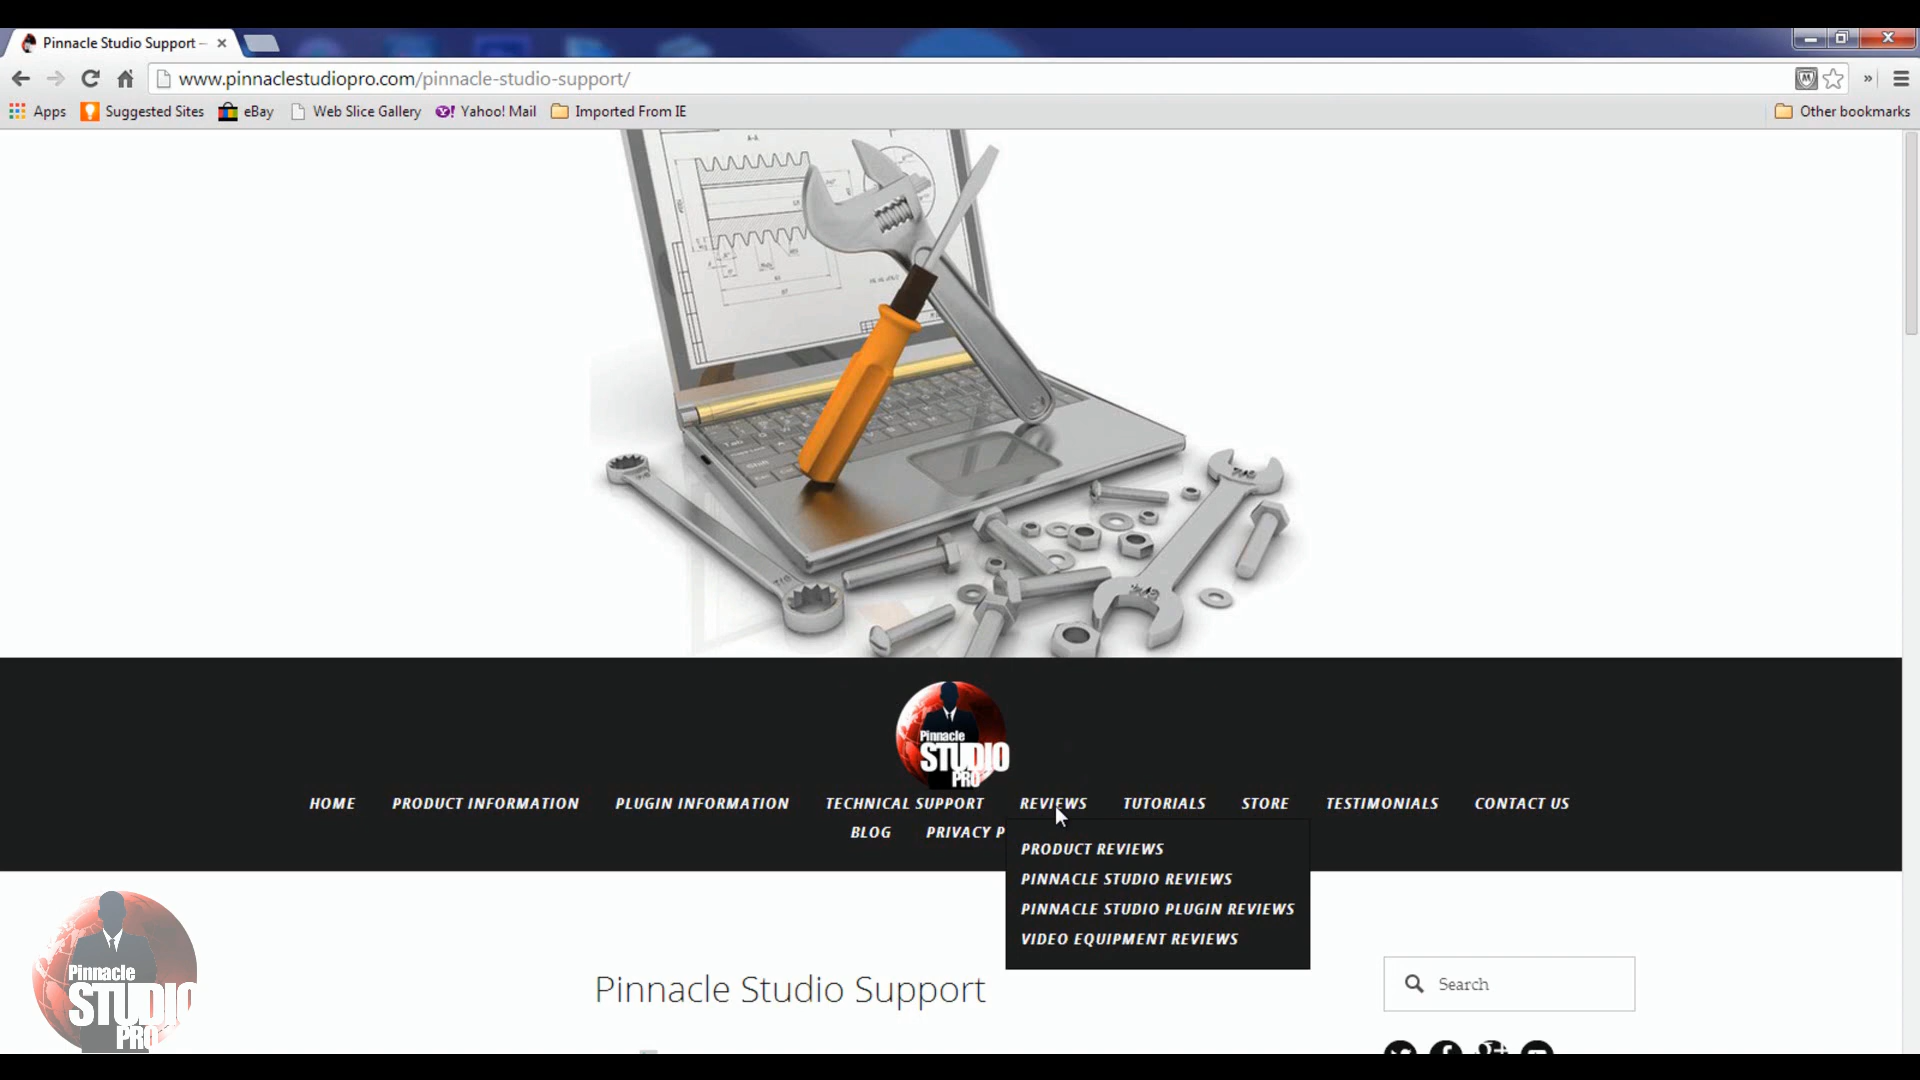 Pinnacle Studio Support –
www.pinnaclestudiopro.com/pinnacle-studio-support/
Apps
Suggested Sites
eBay
Web Slice Gallery
Yahoo! Mail
Imported From IE
Other bookmarks
Pinnacle
STUDIO
PRO
HOME
PRODUCT INFORMATION
PLUGIN INFORMATION
TECHNICAL SUPPORT
REVIEWS
TUTORIALS
STORE
TESTIMONIALS
CONTACT US
BLOG
PRIVACY P
PRODUCT REVIEWS
PINNACLE STUDIO REVIEWS
PINNACLE STUDIO PLUGIN REVIEWS
VIDEO EQUIPMENT REVIEWS
Pinnacle Studio Support
Search
Pinnacle
STUDIO
PRO